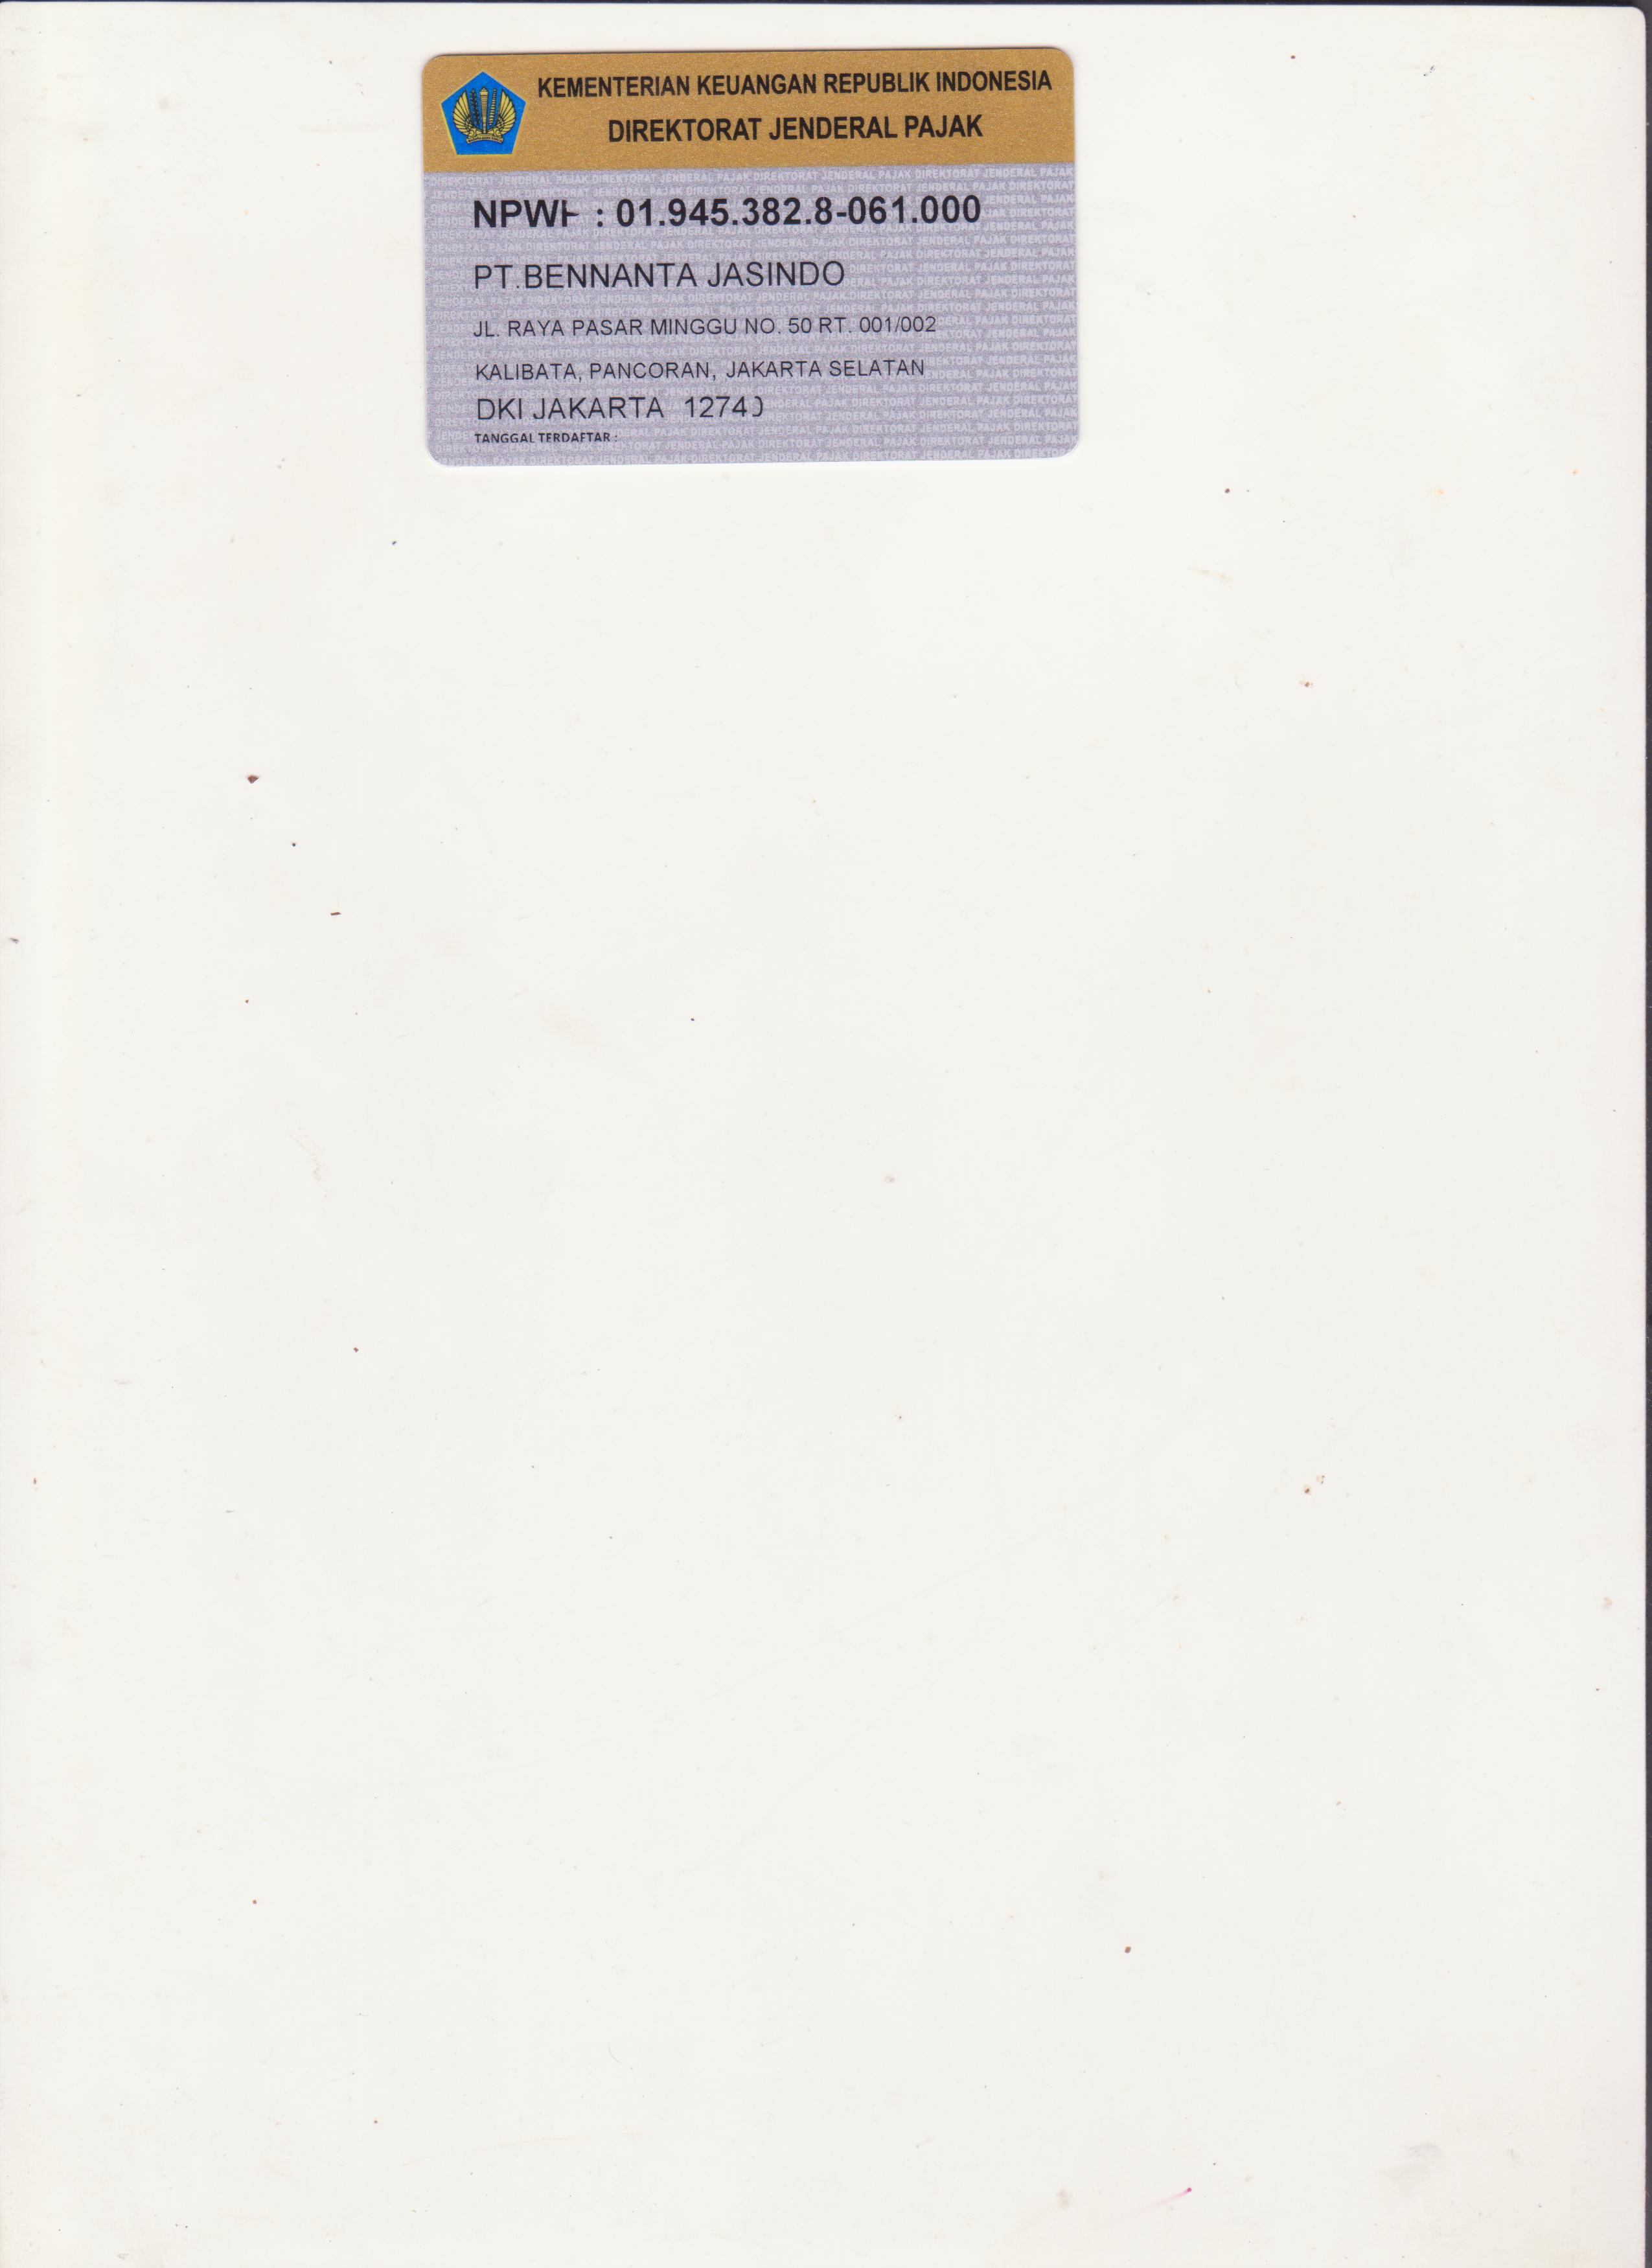 KEMENTERIAN KEUANGAN REPUBLIK INDONESIA
DIREKTORAT JENDERAL PAJAK
NPWP : 01.945.382.8-061.000
PT.BENNANTA JASINDO
JL. RAYA PASAR MINGGU NO. 50 RT. 001/002
KALIBATA, PANCORAN, JAKARTA SELATAN
DKI JAKARTA 12740
TANGGAL TERDAFTAR :